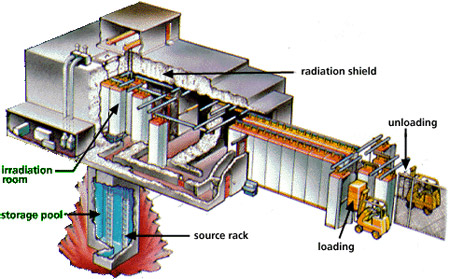 radiation shield
unloading
irradiation
room
storage pool
source rack
loading